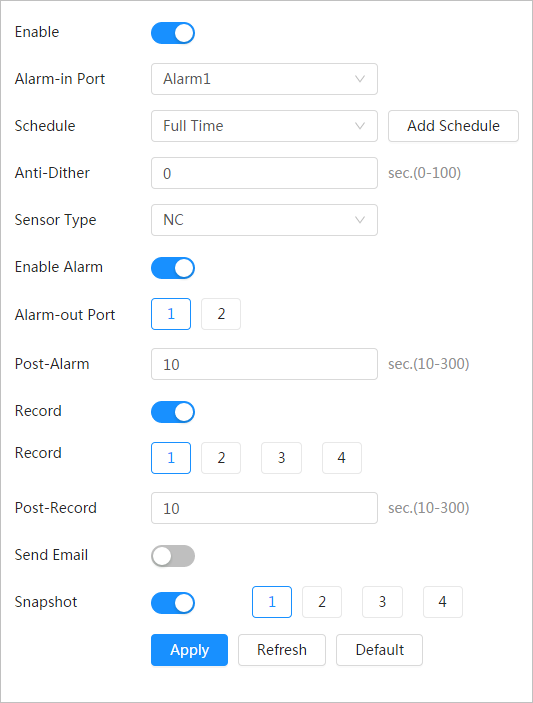 Enable
Alarm-in Port Alarm1
Schedule Full Time Add Schedule
Anti-Dither 0 sec.(0-100)
Sensor Type NC
Enable Alarm
Alarm-out Port 1 2
Post-Alarm 10 sec.(10-300)
Record
Record 1 2 3 4
Post-Record 10 sec.(10-300)
Send Email
Snapshot 1 2 3 4
Apply Refresh Default